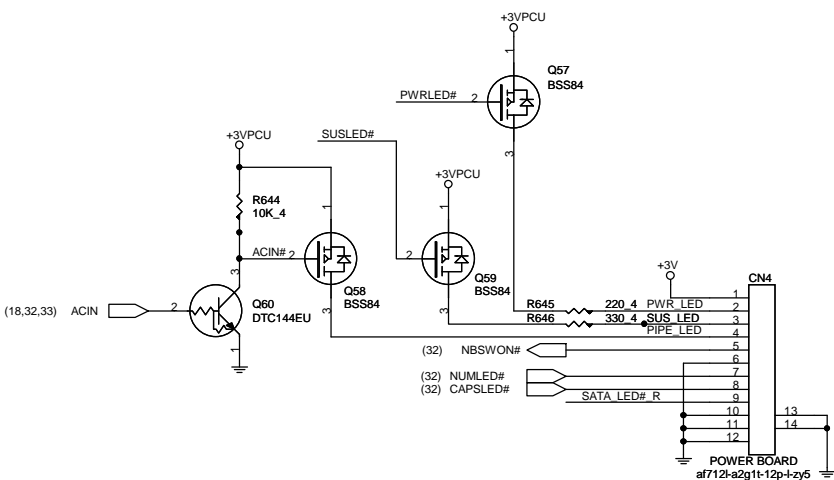 +3VPCU
1
Q57
BSS84
PWRLED#
2
3
+3VPCU
SUSLED#
+3VPCU
R644
10K_4
1
1
ACIN#
2
2
3
Q58
BSS84
Q59
BSS84
3
3
(18,32,33)
ACIN
2
Q60
DTC144EU
1
+3V
CN4
R645
220_4
PWR_LED
R646
330_4
SUS_LED
PIPE_LED
(32)
NBSWON#
(32)
NUMLED#
(32)
CAPSLED#
SATA_LED#_R
1
2
3
4
5
6
7
8
9
10
11
12
13
14
POWER BOARD
af712l-a2g1t-12p-l-zy5